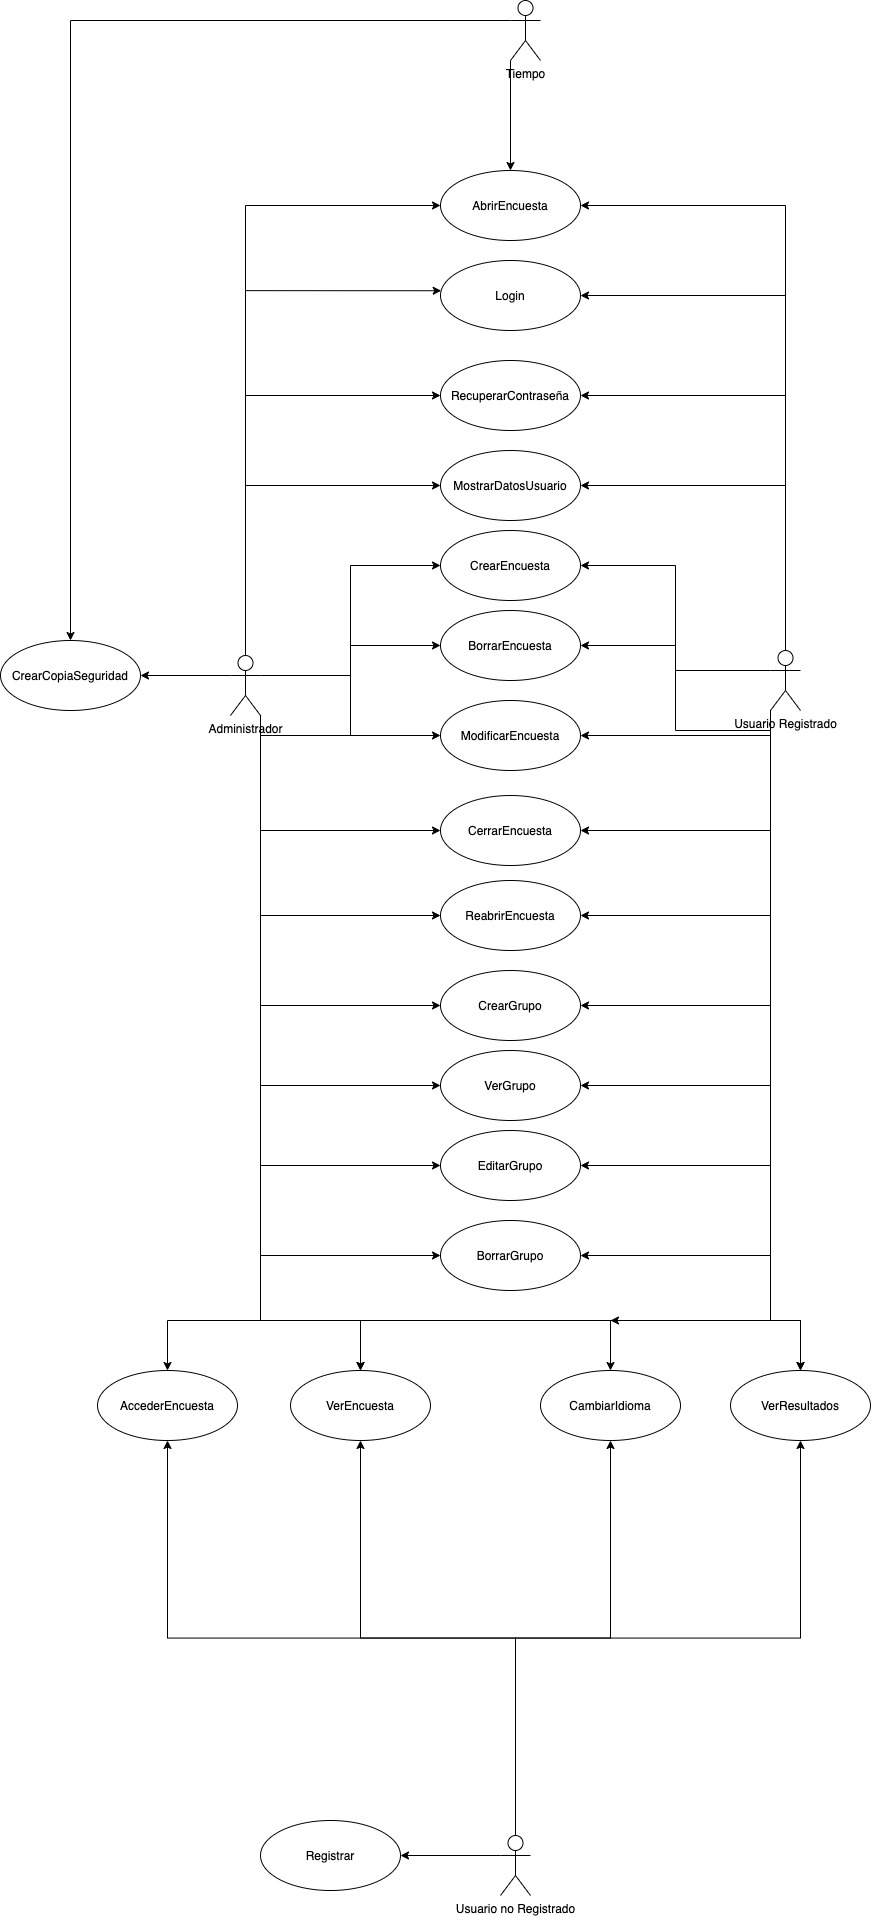 Tiempo
AbrirEncuesta
Login
RecuperarContraseña
MostrarDatosUsuario
CrearEncuesta
BorrarEncuesta
CrearCopiaSeguridad
Administrador
Usuario Registrado
ModificarEncuesta
CerrarEncuesta
ReabrirEncuesta
CrearGrupo
VerGrupo
EditarGrupo
BorrarGrupo
AccederEncuesta
VerEncuesta
CambiarIdioma
VerResultados
Registrar
Usuario no Registrado